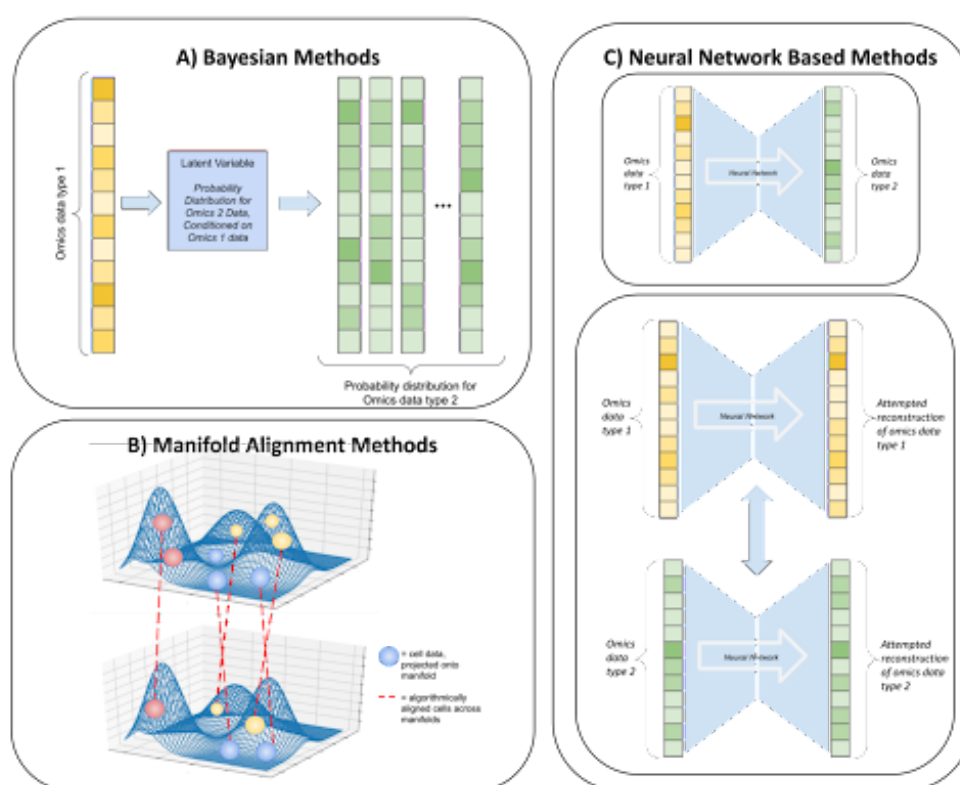 A) Bayesian Methods
Omics data type 1
Latent Variable
Probability
Distribution for
Omics 2 Data,
Conditioned on
Omics 1 data
...
Probability distribution for
Omics data type 2
B) Manifold Alignment Methods
= cell data,
projected onto
manifold
= algorithmically
aligned cells across
manifolds
C) Neural Network Based Methods
Omics
data
type 1
Neural Network
Omics
data
type 2
Omics
data
type 1
Neural Network
Attempted
reconstruction
of omics data
type 1
Omics
data
type 2
Neural Network
Attempted
reconstruction
of omics data
type 2